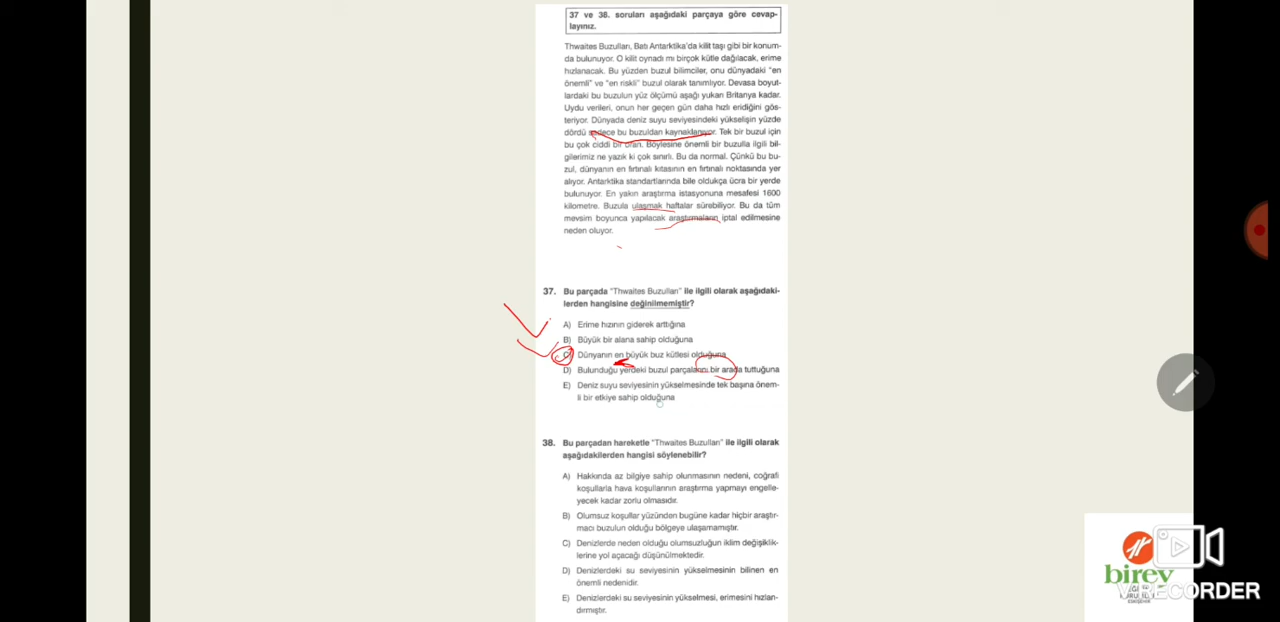 37 ve 38. soruları aşağıdaki parçaya göre cevap-
layınız.
Thwaites Buzulları, Batı Antarktika'da kilit taşı gibi bir konum-
da bulunuyor. O kilit oynadı mı birçok kütle dağılacak, erime
hızlanacak. Bu yüzden buzul bilimciler, onu dünyadaki "en
önemli" ve "en riskli" buzul olarak tanımlıyor. Devasa boyut-
lardaki bu buzulun yüz ölçümü aşağı yukarı Britanya kadar.
Uydu verileri, onun her geçen gün daha hızlı eridiğini gös-
teriyor. Dünyada deniz suyu seviyesindeki yükselişin yüzde
dördü sadece bu buzuldan kaynaklanıyor. Tek bir buzul için
bu çok ciddi bir oran. Böylesine önemli bir buzulla ilgili bil-
gilerimiz ne yazık ki çok sınırlı. Bu da normal. Çünkü bu bu-
zul, dünyanın en fırtınalı kıtasının en fırtınalı noktasında yer
alıyor. Antarktika standartlarında bile oldukça ücra bir yerde
bulunuyor. En yakın araştırma istasyonuna mesafesi 1600
kilometre. Buzula ulaşmak haftalar sürebiliyor. Bu da tüm
mevsim boyunca yapılacak araştırmaların iptal edilmesine
neden oluyor.
37. Bu parçada "Thwaites Buzulları" ile ilgili olarak aşağıdaki-
lerden hangisine değinilmemiştir?
A) Erime hızının giderek arttığına
B) Büyük bir alana sahip olduğuna
C) Dünyanın en büyük buz kütlesi olduğuna
D) Bulunduğu yerdeki buzul parçalarını bir arada tuttuğuna
E) Deniz suyu seviyesinin yükselmesinde tek başına önem-
li bir etkiye sahip olduğuna
38. Bu parçadan hareketle "Thwaites Buzulları" ile ilgili olarak
aşağıdakilerden hangisi söylenebilir?
A) Hakkında az bilgiye sahip olunmasının nedeni, coğrafi
koşullarla hava koşullarının araştırma yapmayı engelle-
yecek kadar zorlu olmasıdır.
B) Olumsuz koşullar yüzünden bugüne kadar hiçbir araştır-
macı buzulun olduğu bölgeye ulaşamamıştır.
C) Denizlerde neden olduğu olumsuzluğun iklim değişiklik-
lerine yol açacağı düşünülmektedir.
D) Denizlerdeki su seviyesinin yükselmesinin bilinen en
önemli nedenidir.
E) Denizlerdeki su seviyesinin yükselmesi, erimesini hızlan-
dırmıştır.
birey
V.RECORDER